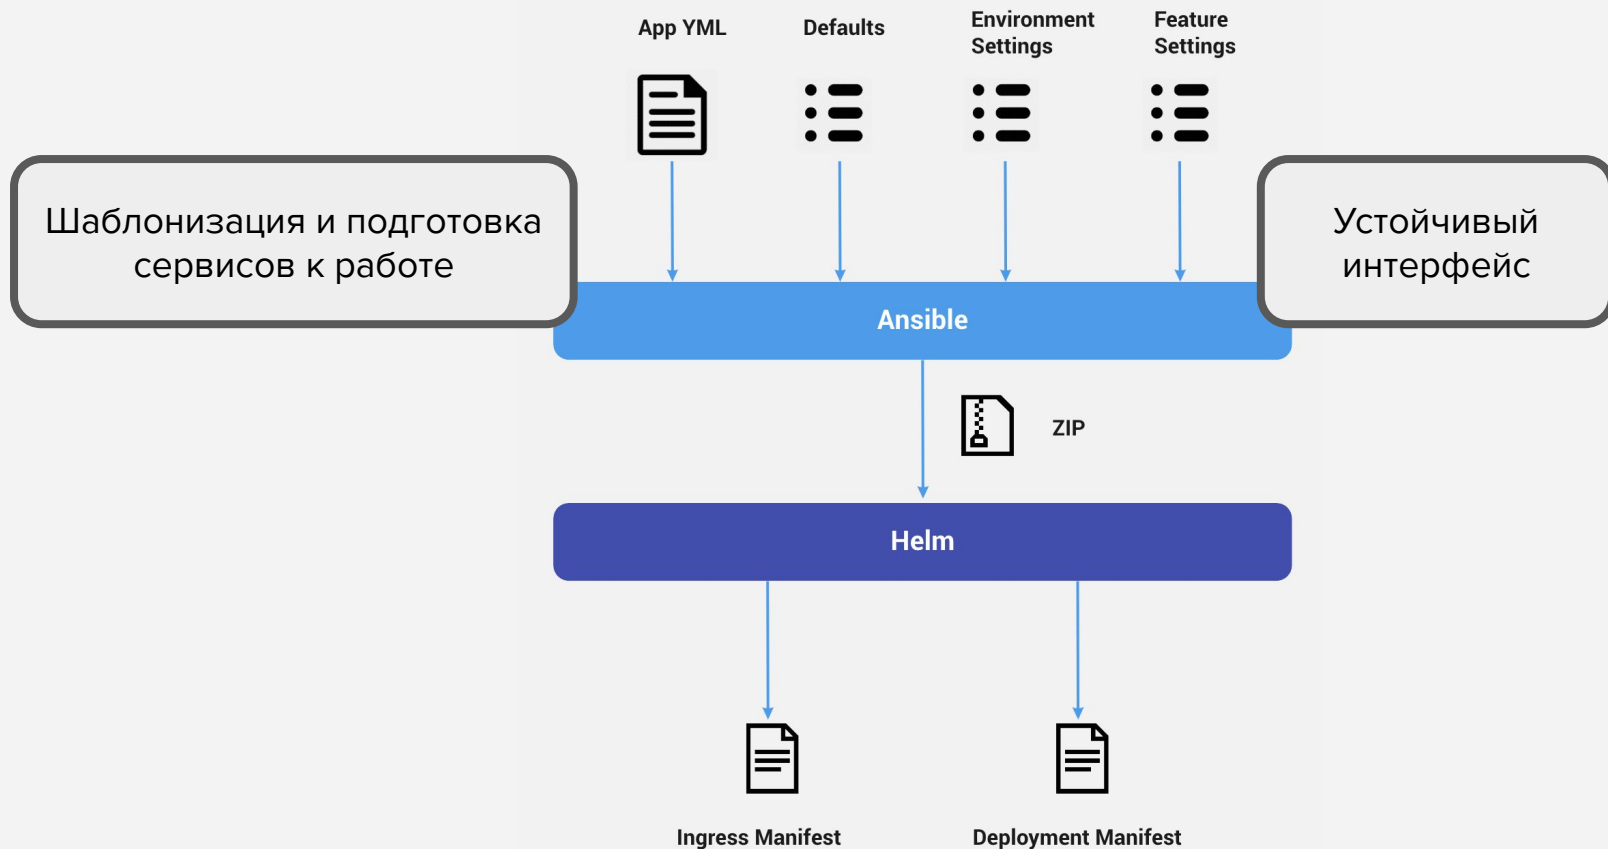 App YML
Defaults
Environment
Settings
Feature
Settings
Шаблонизация и подготовка
сервисов к работе
Устойчивый
интерфейс
Ansible
ZIP
Helm
Ingress Manifest
Deployment Manifest